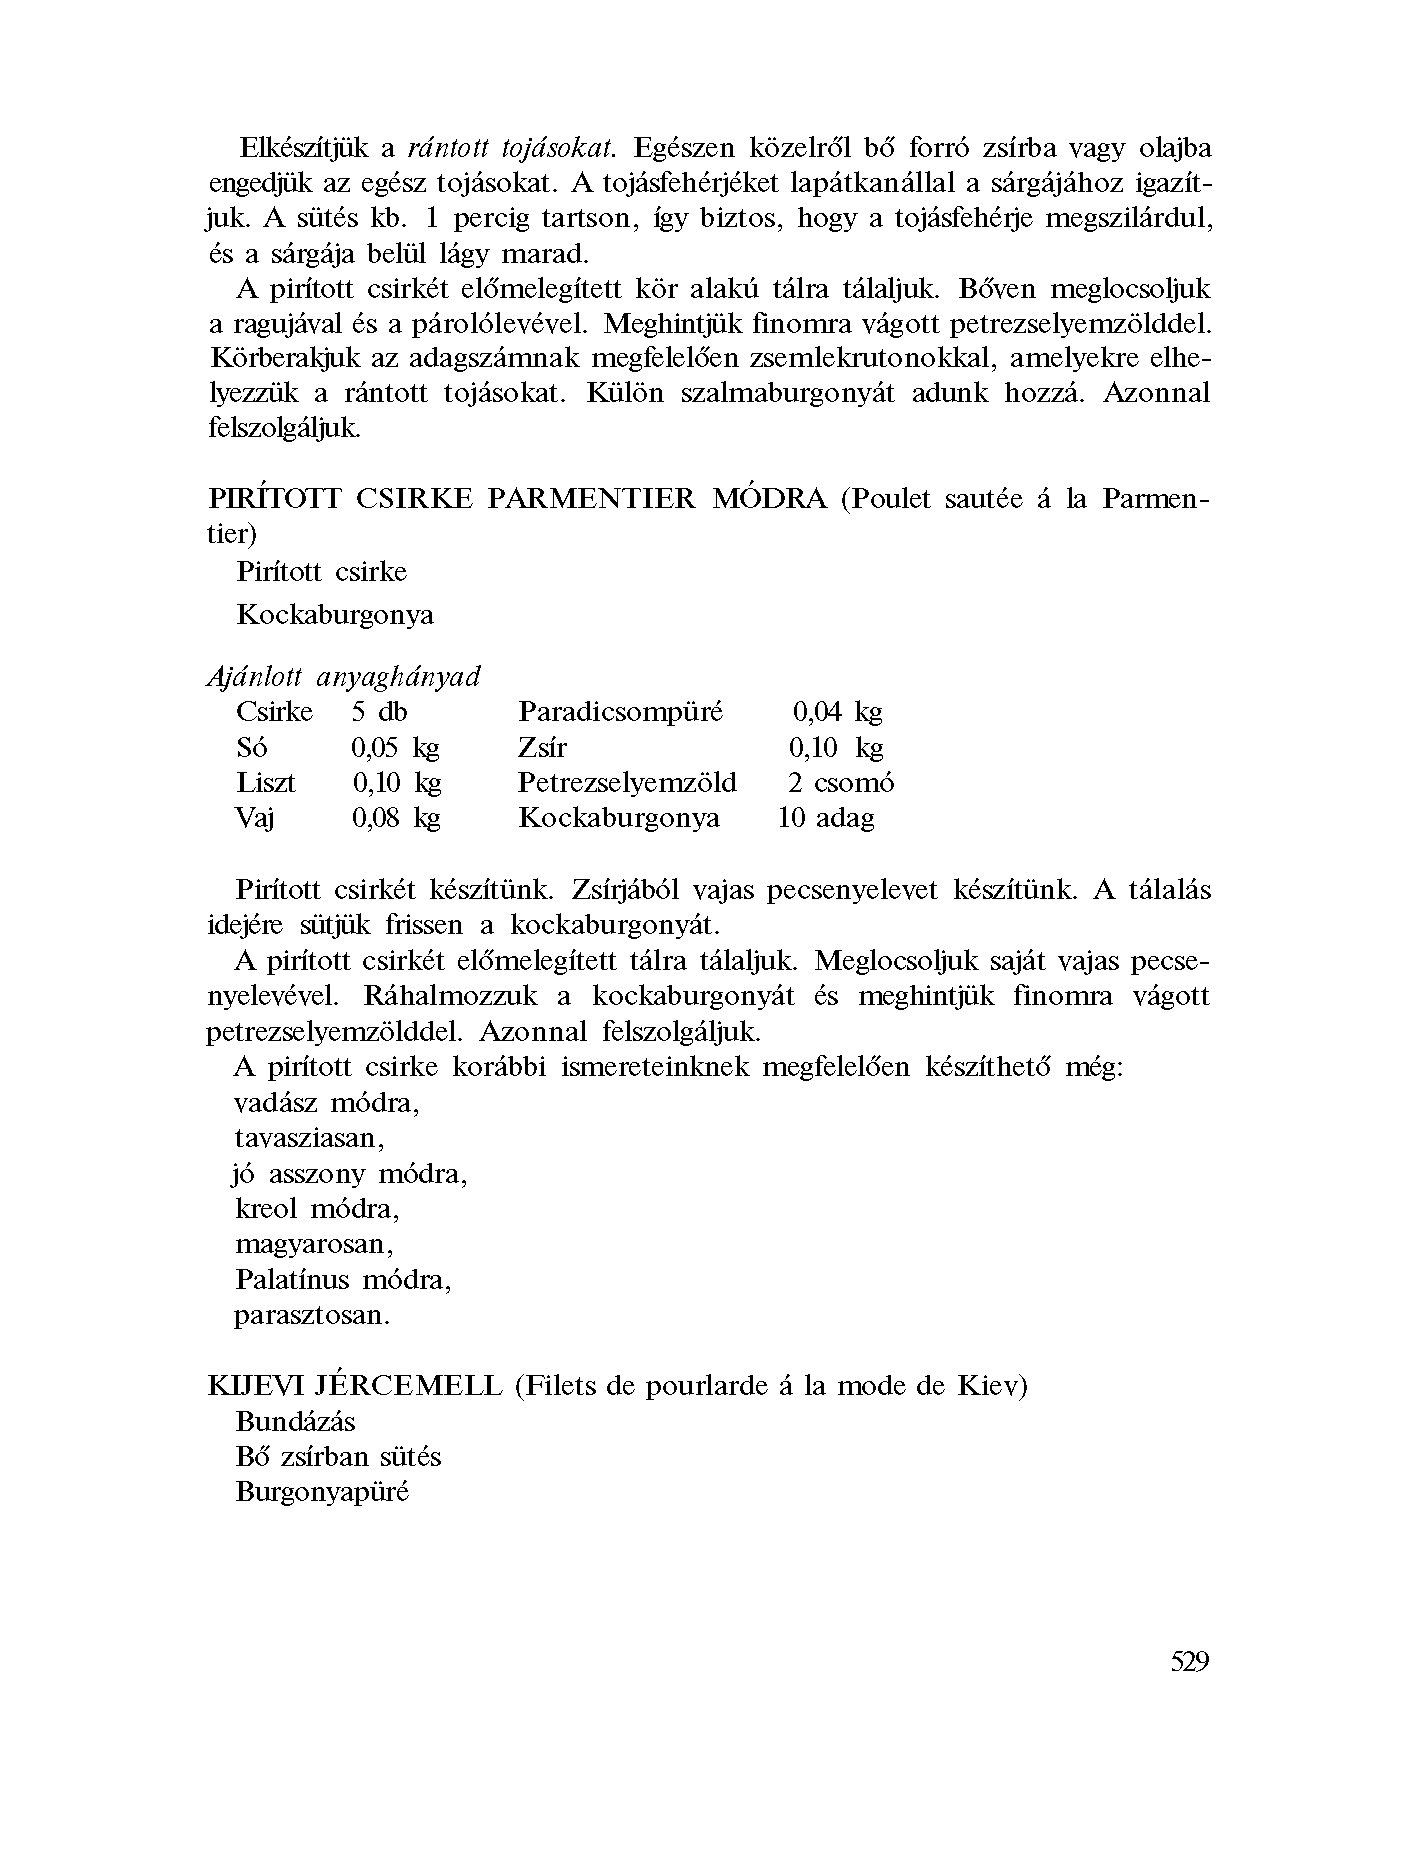 Elkészítjük a rántott tojásokat. Egészen közelről bő forró zsírba vagy olajba
engedjük az egész tojásokat. A tojásfehérjéket lapátkanállal a sárgájához igazít-
juk. A sütés kb. 1 percig tartson, így biztos, hogy a tojásfehérje megszilárdul,
és a sárgája belül lágy marad.
A pirított csirkét előmelegített kör alakú tálra tálaljuk. Bőven meglocsoljuk
a ragujával és a párolólevével. Meghintjük finomra vágott petrezselyemzölddel.
Körberakjuk az adagszámnak megfelelően zsemlekrutonokkal, amelyekre elhe-
lyezzük a rántott tojásokat. Külön szalmaburgonyát adunk hozzá. Azonnal
felszolgáljuk.
PIRÍTOTT CSIRKE PARMENTIER MÓDRA (Poulet sautée á la Parmen-
tier)
Pirított csirke
Kockaburgonya
Ajánlott anyaghányad
Csirke 5 db Paradicsompüré 0,04 kg
Só 0,05 kg Zsír 0,10 kg
Liszt 0,10 kg Petrezselyemzöld 2 csomó
Vaj 0,08 kg Kockaburgonya 10 adag
Pirított csirkét készítünk. Zsírjából vajas pecsenyelevet készítünk. A tálalás
idejére sütjük frissen a kockaburgonyát.
A pirított csirkét előmelegített tálra tálaljuk. Meglocsoljuk saját vajas pecse-
nyelevével. Ráhalmozzuk a kockaburgonyát és meghintjük finomra vágott
petrezselyemzölddel. Azonnal felszolgáljuk.
A pirított csirke korábbi ismereteinknek megfelelően készíthető még:
vadász módra,
tavasziasan,
jó asszony módra,
kreol módra,
magyarosan,
Palatínus módra,
parasztosan.
KIJEVI JÉRCEMELL (Filets de pourlarde á la mode de Kiev)
Bundázás
Bő zsírban sütés
Burgonyapüré
529